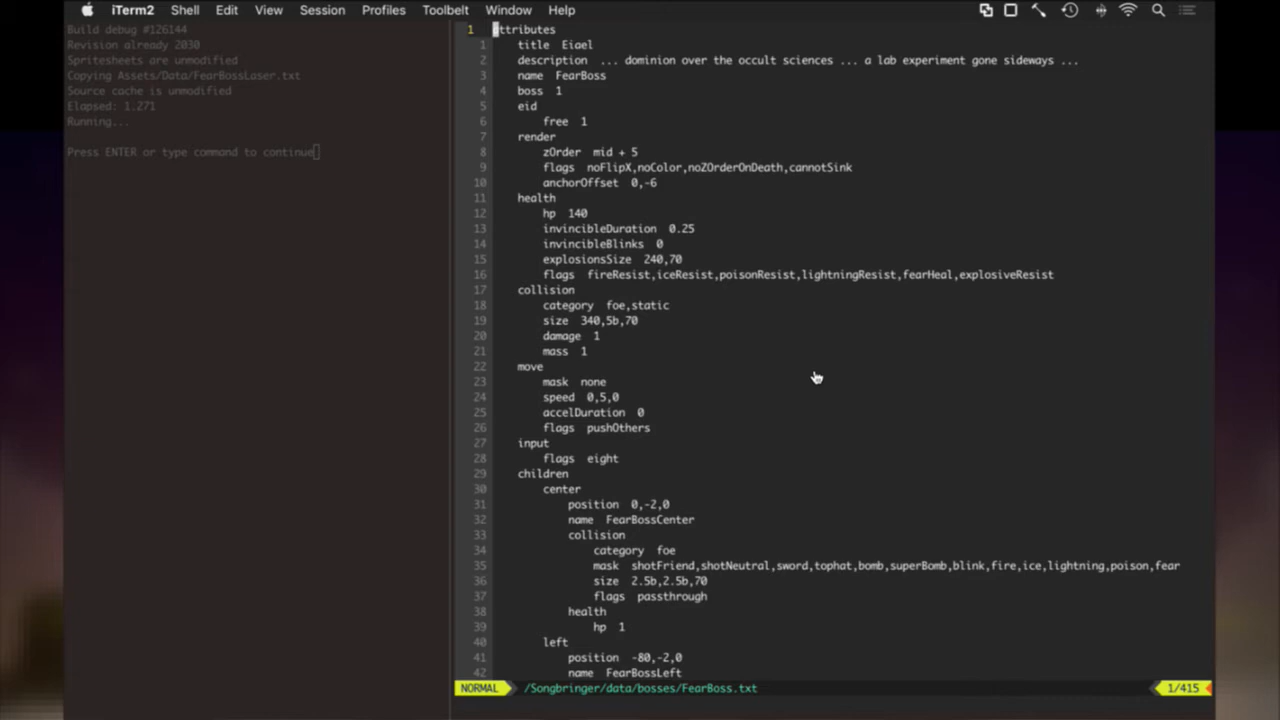 iTerm2 Shell Edit View Session Profiles Toolbelt Window Help
Build debug #126144
Revision already 2030
Spritesheets are unmodified
Copying Assets/Data/FearBossLaser.txt
Source cache is unmodified
Elapsed: 1.271
Running...
Press ENTER or type command to continue
1 attributes
1 title Eiael
2 description ... dominion over the occult sciences ... a lab experiment gone sideways ...
3 name FearBoss
4 boss 1
5 eid
6 free 1
7 render
8 zOrder mid + 5
9 flags noFlipX,noColor,noZOrderOnDeath,cannotSink
10 anchorOffset 0,-6
11 health
12 hp 140
13 invincibleDuration 0.25
14 invincibleBlinks 0
15 explosionsSize 240,70
16 flags fireResist,iceResist,poisonResist,lightningResist,fearHeal,explosiveResist
17 collision
18 category foe,static
19 size 340,5b,70
20 damage 1
21 mass 1
22 move
23 mask none
24 speed 0,5,0
25 accelDuration 0
26 flags pushOthers
27 input
28 flags eight
29 children
30 center
31 position 0,-2,0
32 name FearBossCenter
33 collision
34 category foe
35 mask shotFriend,shotNeutral,sword,tophat,bomb,superBomb,blink,fire,ice,lightning,poison,fear
36 size 2.5b,2.5b,70
37 flags passthrough
38 health
39 hp 1
40 left
41 position -80,-2,0
42 name FearBossLeft
NORMAL /Songbringer/data/bosses/FearBoss.txt 1/415